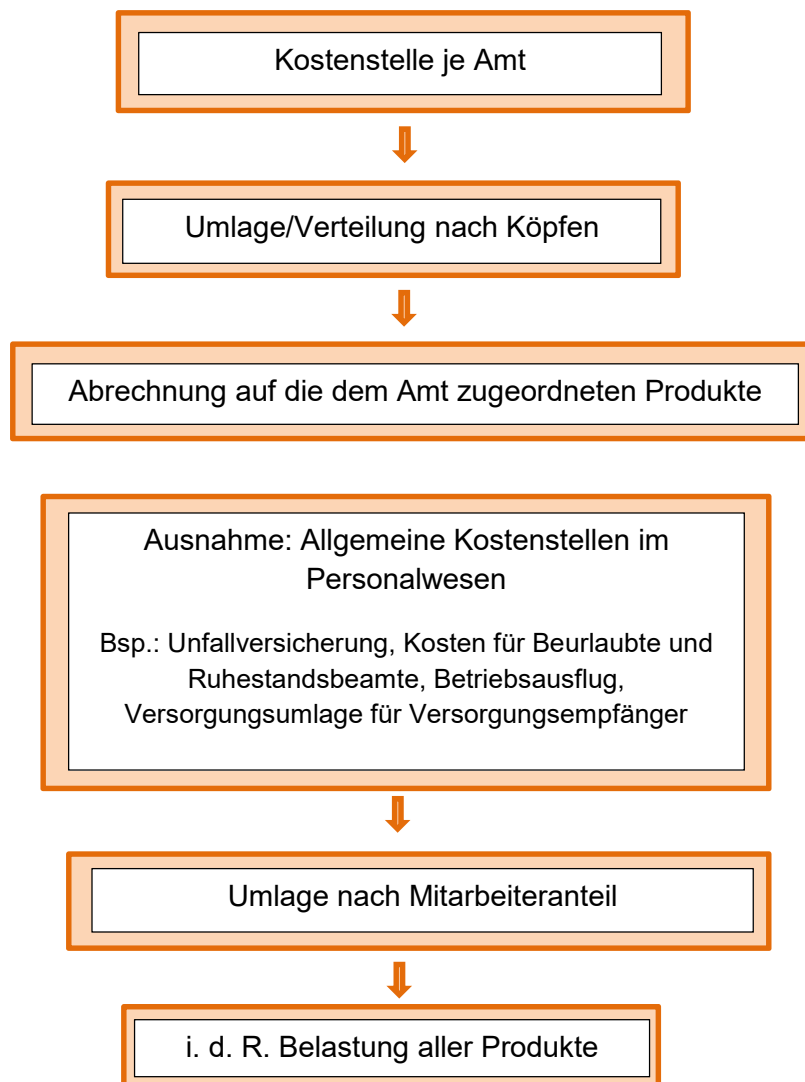 Kostenstelle je Amt
Umlage/Verteilung nach Köpfen
Abrechnung auf die dem Amt zugeordneten Produkte
Ausnahme: Allgemeine Kostenstellen im
Personalwesen
Bsp.: Unfallversicherung, Kosten für Beurlaubte und
Ruhestandsbeamte, Betriebsausflug,
Versorgungsumlage für Versorgungsempfänger
Umlage nach Mitarbeiteranteil
i. d. R. Belastung aller Produkte